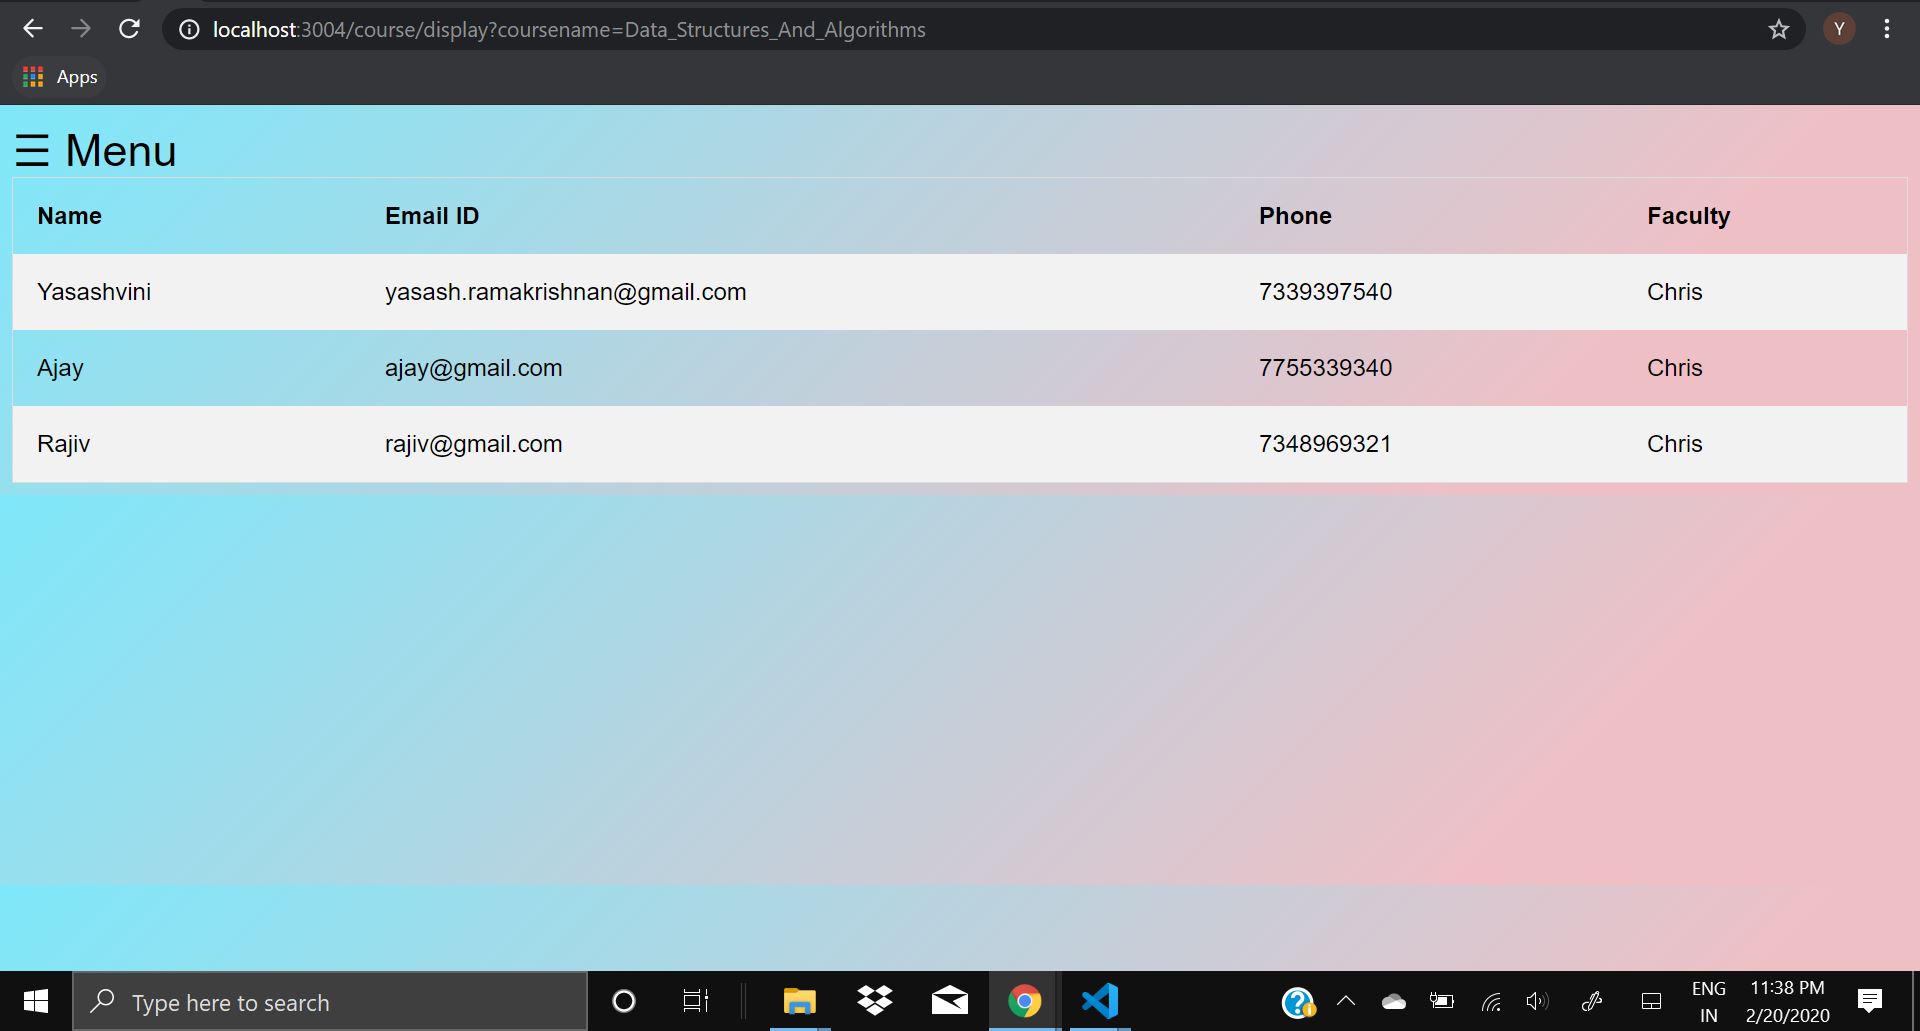 localhost:3004/course/display?coursename=Data_Structures_And_Algorithms
Y
Apps
☰ Menu
Name Email ID Phone Faculty
Yasashvini yasash.ramakrishnan@gmail.com 7339397540 Chris
Ajay ajay@gmail.com 7755339340 Chris
Rajiv rajiv@gmail.com 7348969321 Chris
Type here to search
ENG 11:38 PM
IN 2/20/2020